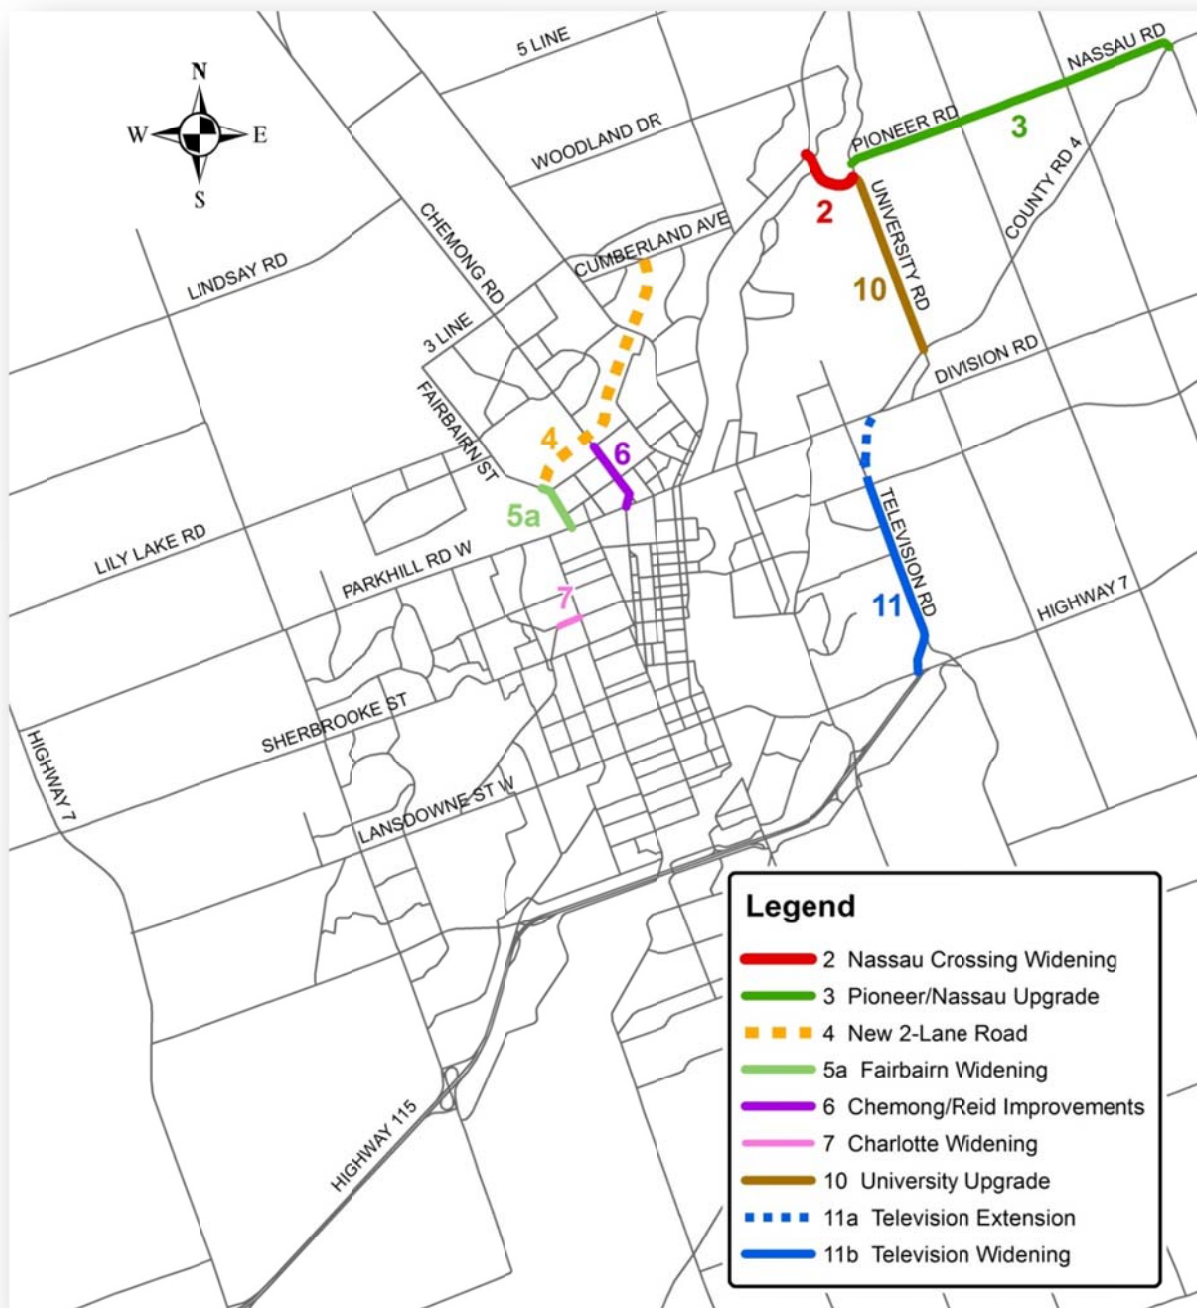 5 LINE
NASSAU RD
N
W
E
S
WOODLAND DR
PIONEER RD
3
COUNTY RD 4
2
UNIVERSITY RD
CHEMONG RD
CUMBERLAND AVE
LINDSAY RD
10
3 LINE
DIVISION RD
FAIRBAIRN ST
4
6
5a
TELEVISION RD
LILY LAKE RD
PARKHILL RD W
7
11
HIGHWAY 7
SHERBROOKE ST
HIGHWAY 7
LANSDOWNE ST W
HIGHWAY 115
Legend
2 Nassau Crossing Widening
3 Pioneer/Nassau Upgrade
4 New 2-Lane Road
5a Fairbairn Widening
6 Chemong/Reid Improvements
7 Charlotte Widening
10 University Upgrade
11a Television Extension
11b Television Widening